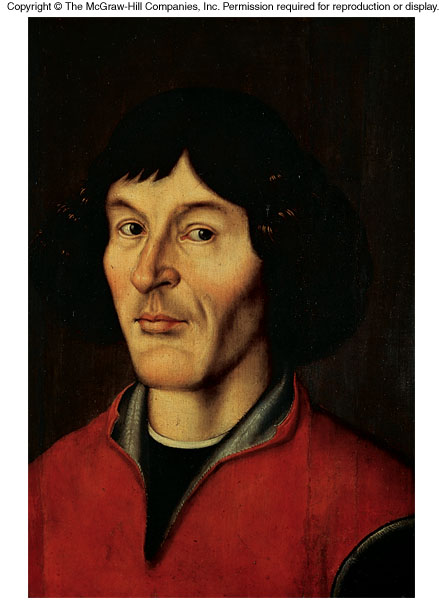 Copyright © The McGraw-Hill Companies, Inc. Permission required for reproduction or display.